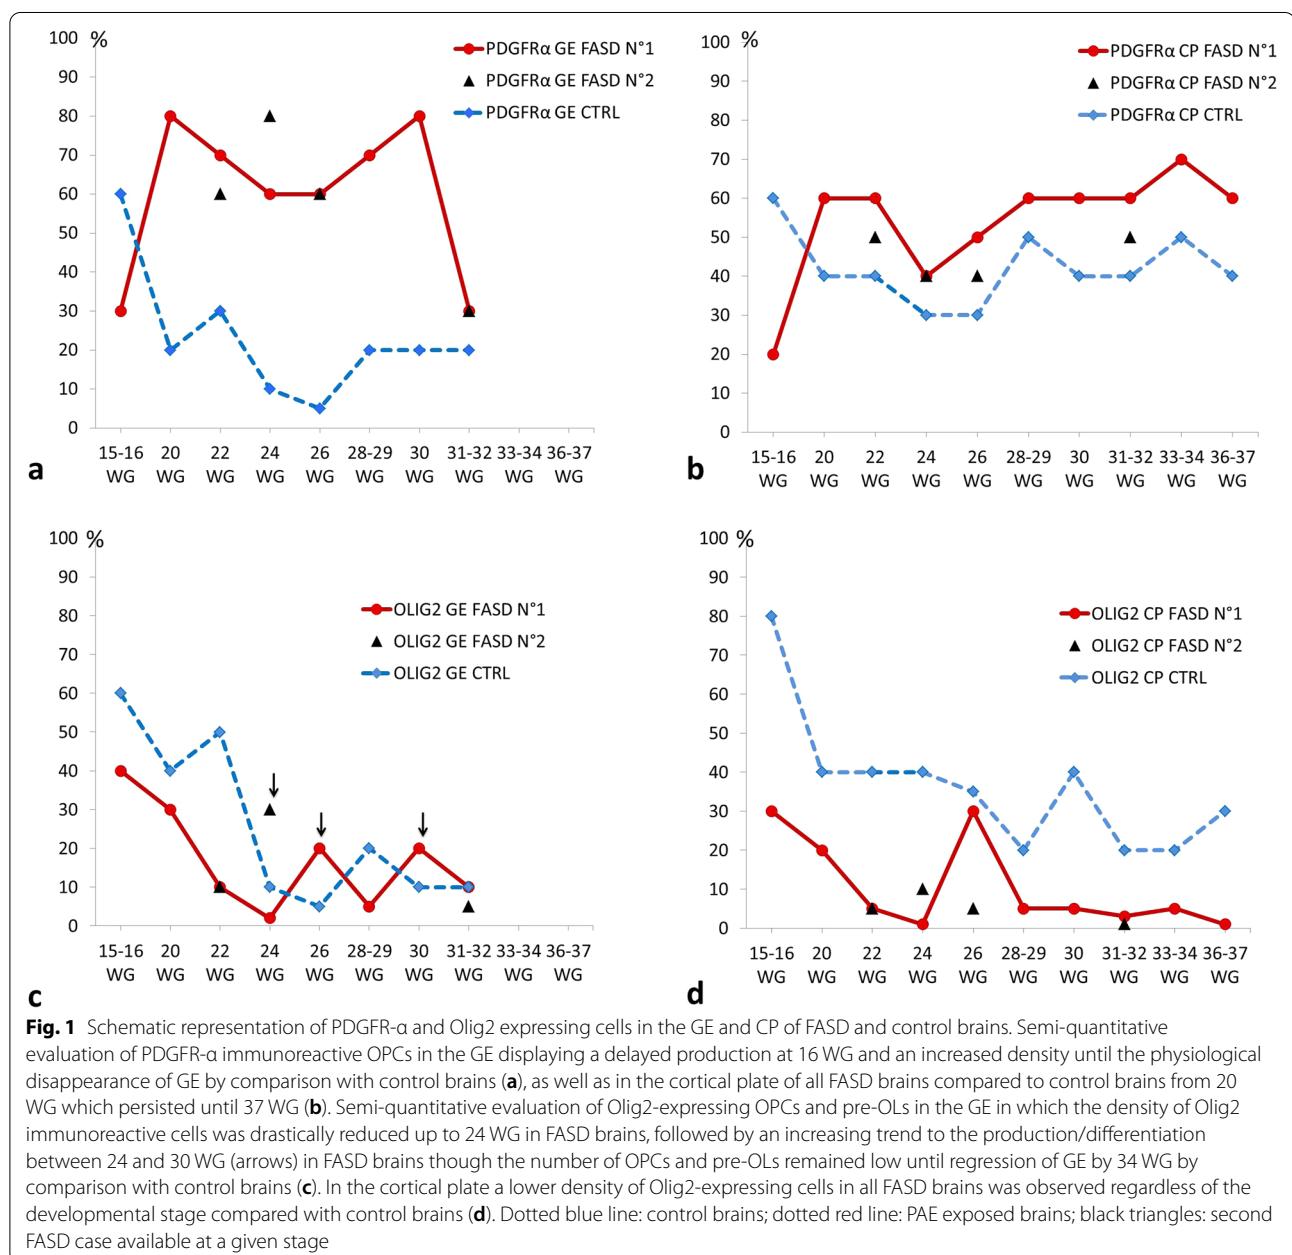 100 %
90
80
70
60
50
40
30
20
10
0
PDGFRα GE FASD N°1
PDGFRα GE FASD N°2
PDGFRα GE CTRL
15-16 20 22 24 26 28-29 30 31-32 33-34 36-37
WG WG WG WG WG WG WG WG WG WG
a
100 %
90
80
70
60
50
40
30
20
10
0
PDGFRα CP FASD N°1
PDGFRα CP FASD N°2
PDGFRα CP CTRL
15-16 20 22 24 26 28-29 30 31-32 33-34 36-37
WG WG WG WG WG WG WG WG WG WG
b
100 %
90
80
70
60
50
40
30
20
10
0
OLIG2 GE FASD N°1
OLIG2 GE FASD N°2
OLIG2 GE CTRL
15-16 20 22 24 26 28-29 30 31-32 33-34 36-37
WG WG WG WG WG WG WG WG WG WG
c
100 %
90
80
70
60
50
40
30
20
10
0
OLIG2 CP FASD N°1
OLIG2 CP FASD N°2
OLIG2 CP CTRL
15-16 20 22 24 26 28-29 30 31-32 33-34 36-37
WG WG WG WG WG WG WG WG WG WG
d
Fig. 1 Schematic representation of PDGFR-α and Olig2 expressing cells in the GE and CP of FASD and control brains. Semi-quantitative
evaluation of PDGFR-α immunoreactive OPCs in the GE displaying a delayed production at 16 WG and an increased density until the physiological
disappearance of GE by comparison with control brains (a), as well as in the cortical plate of all FASD brains compared to control brains from 20
WG which persisted until 37 WG (b). Semi-quantitative evaluation of Olig2-expressing OPCs and pre-OLs in the GE in which the density of Olig2
immunoreactive cells was drastically reduced up to 24 WG in FASD brains, followed by an increasing trend to the production/differentiation
between 24 and 30 WG (arrows) in FASD brains though the number of OPCs and pre-OLs remained low until regression of GE by 34 WG by
comparison with control brains (c). In the cortical plate a lower density of Olig2-expressing cells in all FASD brains was observed regardless of the
developmental stage compared with control brains (d). Dotted blue line: control brains; dotted red line: PAE exposed brains; black triangles: second
FASD case available at a given stage